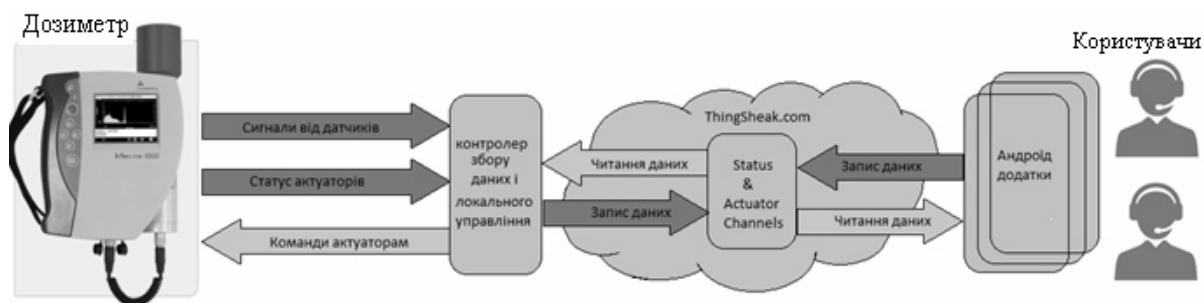 Дозиметр
Користувачи
ThingSheak.com
Сигнали від датчиків
Статус актуаторів
Команди актуаторам
контролер
збору
даних і
локального
управління
Читання даних
Запис даних
Status
&
Actuator
Channels
Запис даних
Читання даних
Андроїд
додатки